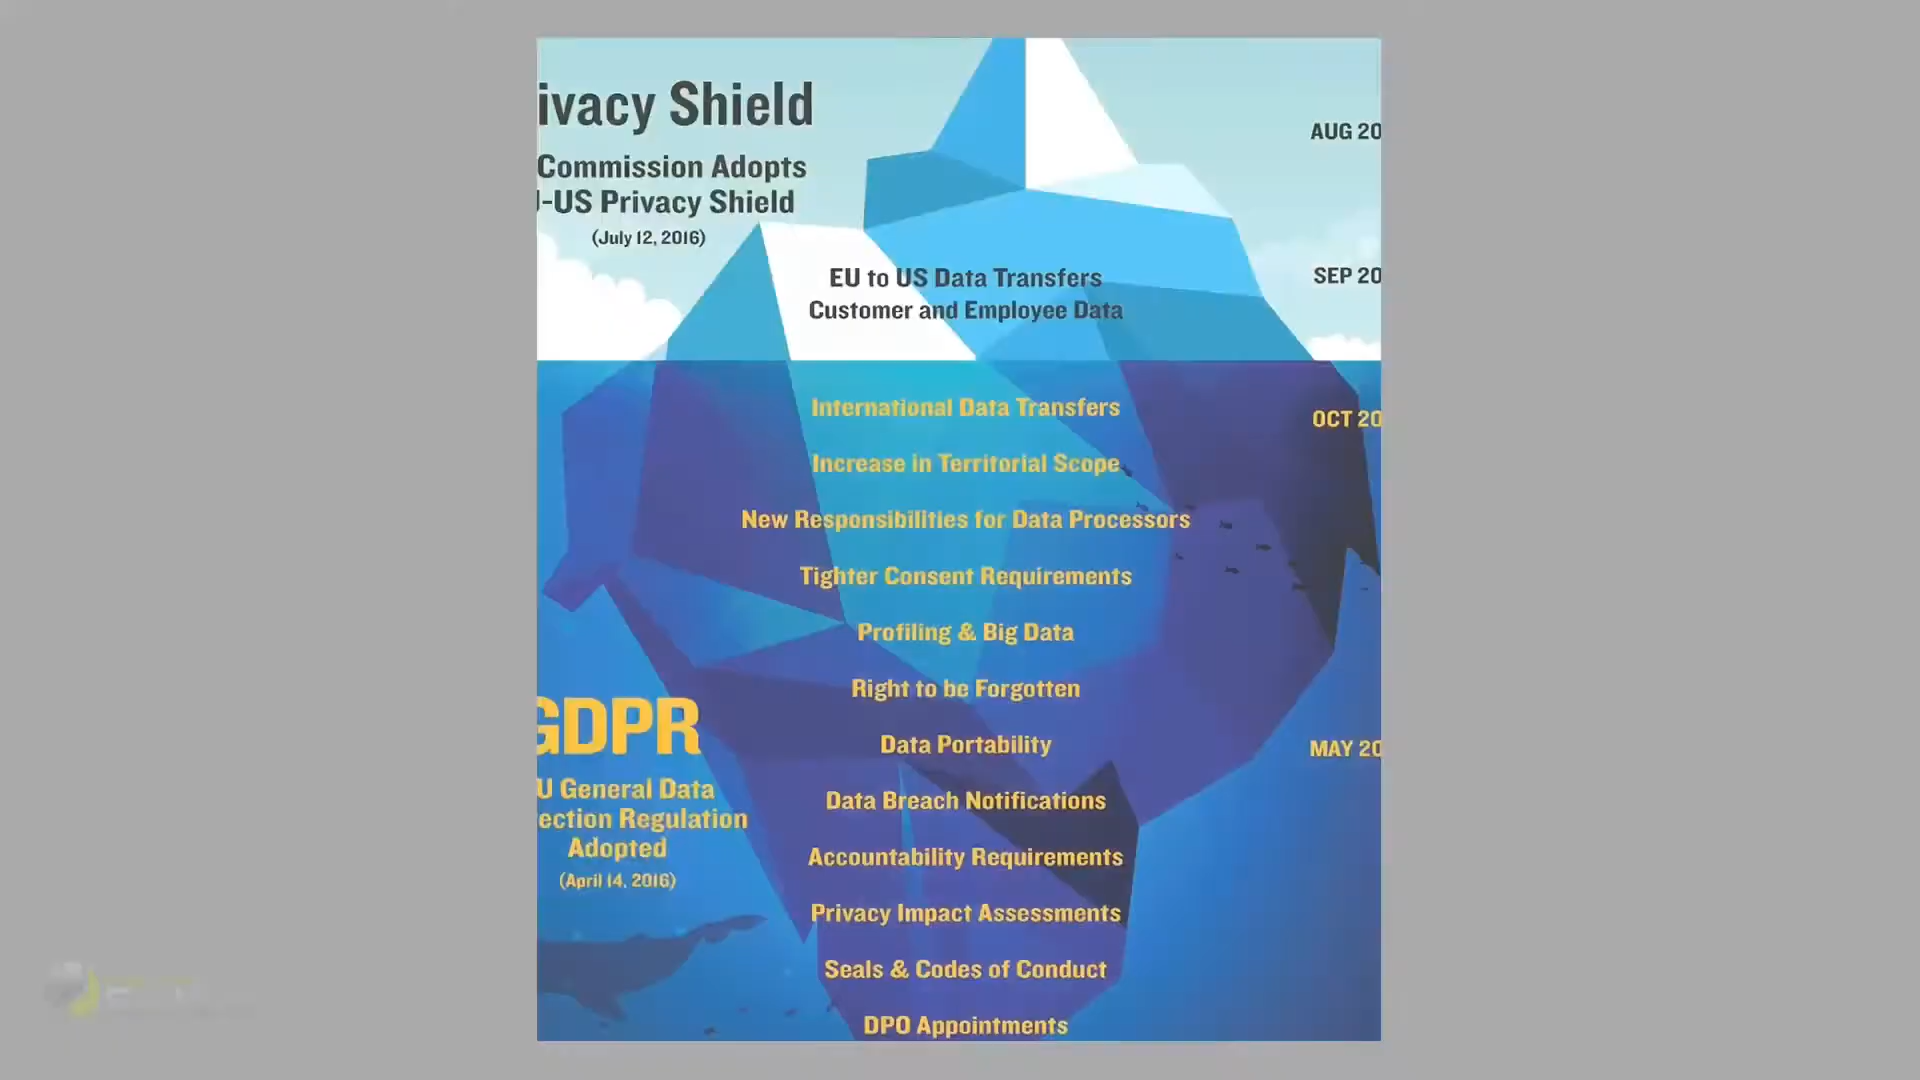 ivacy Shield
Commission Adopts
-US Privacy Shield
(July 12, 2016)
EU to US Data Transfers
Customer and Employee Data
AUG 20
SEP 20
International Data Transfers
OCT 20
Increase in Territorial Scope
New Responsibilities for Data Processors
Tighter Consent Requirements
Profiling & Big Data
Right to be Forgotten
Data Portability
Data Breach Notifications
Accountability Requirements
Privacy Impact Assessments
Seals & Codes of Conduct
DPO Appointments
GDPR
U General Data
ection Regulation
Adopted
(April 14, 2016)
MAY 20